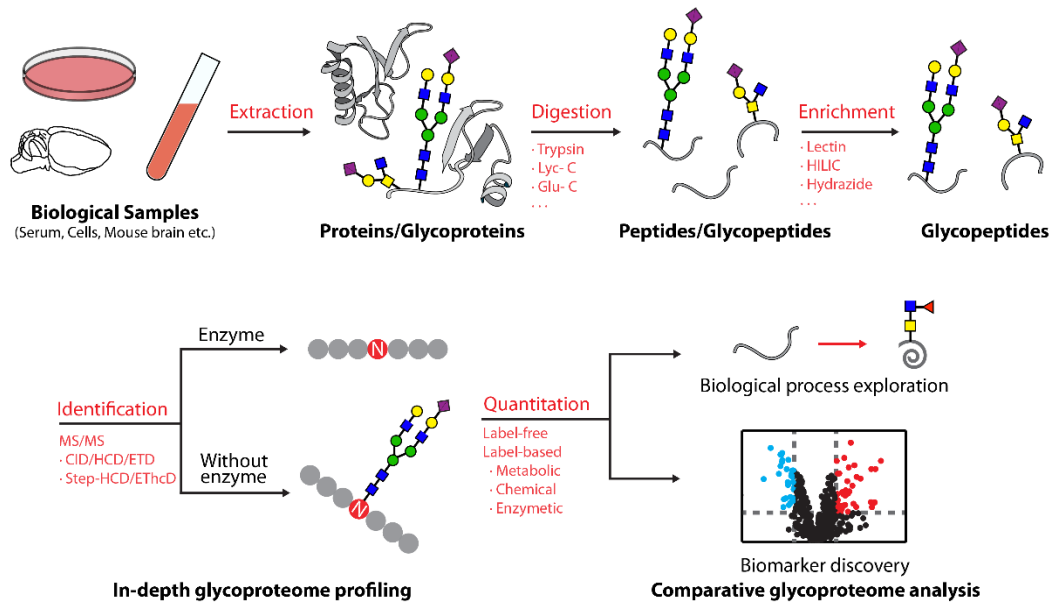 Extraction
Digestion
· Trypsin
· Lyc- C
· Glu- C
. . .
Enrichment
· Lectin
· HILIC
· Hydrazide
. . .
Biological Samples
(Serum, Cells, Mouse brain etc.)
Proteins/Glycoproteins
Peptides/Glycopeptides
Glycopeptides
Identification
MS/MS
· CID/HCD/ETD
· Step-HCD/EThcD
Enzyme
N
Without
enzyme
N
In-depth glycoproteome profiling
Quantitation
Label-free
Label-based
· Metabolic
· Chemical
· Enzymetic
Biological process exploration
Biomarker discovery
Comparative glycoproteome analysis